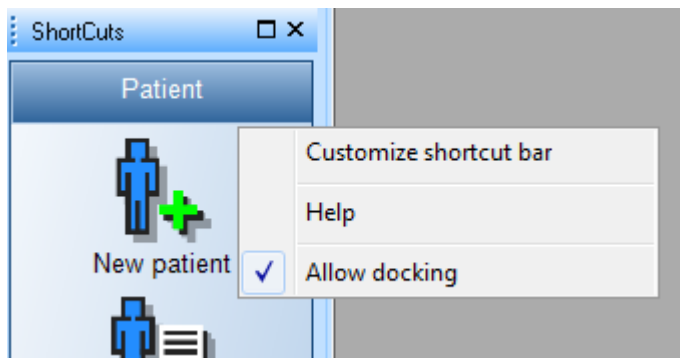 ShortCuts
Patient
Customize shortcut bar
Help
New patient
Allow docking